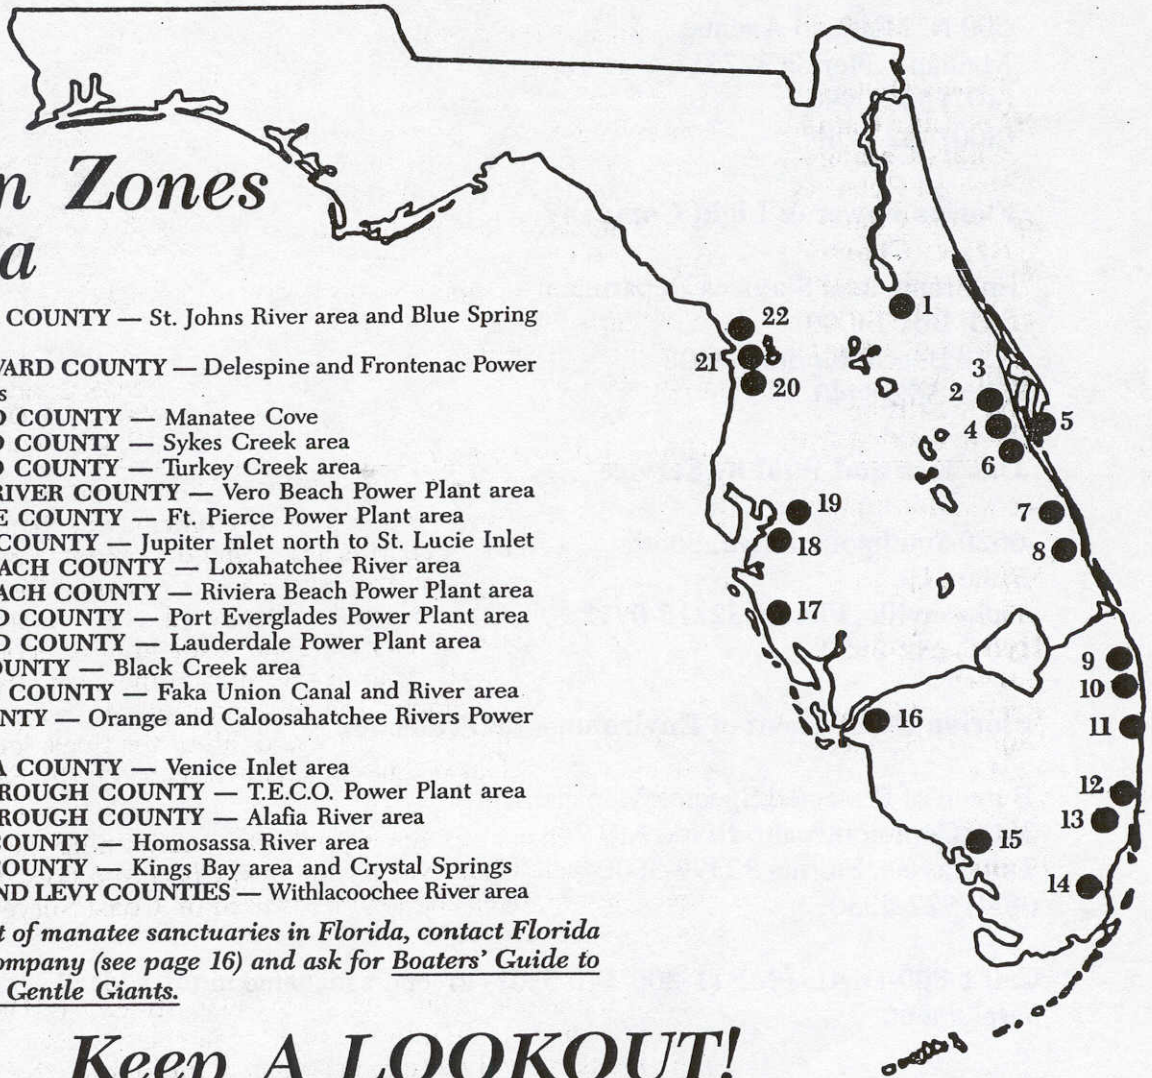 n Zones
a
COUNTY — St. Johns River area and Blue Spring
VARD COUNTY — Delespine and Frontenac Power
s
D COUNTY — Manatee Cove
D COUNTY — Sykes Creek area
D COUNTY — Turkey Creek area
RIVER COUNTY — Vero Beach Power Plant area
E COUNTY — Ft. Pierce Power Plant area
COUNTY — Jupiter Inlet north to St. Lucie Inlet
ACH COUNTY — Loxahatchee River area
ACH COUNTY — Riviera Beach Power Plant area
D COUNTY — Port Everglades Power Plant area
D COUNTY — Lauderdale Power Plant area
OUNTY — Black Creek area
COUNTY — Faka Union Canal and River area
NTY — Orange and Caloosahatchee Rivers Power
A COUNTY — Venice Inlet area
ROUGH COUNTY — T.E.C.O. Power Plant area
ROUGH COUNTY — Alafia River area
COUNTY — Homosassa River area
COUNTY — Kings Bay area and Crystal Springs
ND LEVY COUNTIES — Withlacoochee River area
t of manatee sanctuaries in Florida, contact Florida
ompany (see page 16) and ask for Boaters' Guide to
Gentle Giants.
Keep A LOOKOUT!
1
22
21
20
3
2
4
5
6
19
18
7
8
17
9
10
16
11
12
13
15
14